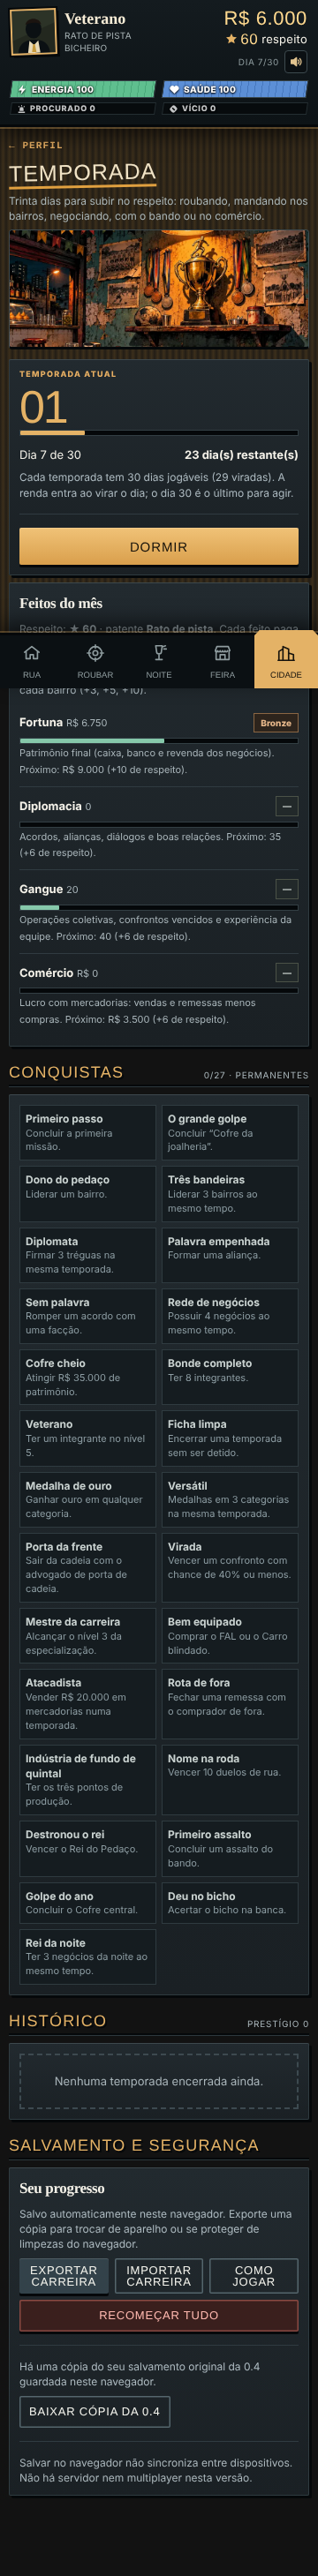 Veterano
RATO DE PISTA
BICHEIRO
R$ 6.000
★ 60 respeito
DIA 7/30
ENERGIA 100
SAÚDE 100
PROCURADO 0
VÍCIO 0
← PERFIL
TEMPORADA
Trinta dias para subir no respeito: roubando, mandando nos
bairros, negociando, com o bando ou no comércio.
TEMPORADA ATUAL
01
Dia 7 de 30
23 dia(s) restante(s)
Cada temporada tem 30 dias jogáveis (29 viradas). A
renda entra ao virar o dia; o dia 30 é o último para agir.
DORMIR
Feitos do mês
Respeito: ★ 60 · patente Rato de pista. Cada feito paga
RUA
ROUBAR
NOITE
FEIRA
CIDADE
cada bairro (+3, +5, +10).
Fortuna R$ 6.750
Bronze
Patrimônio final (caixa, banco e revenda dos negócios).
Próximo: R$ 9.000 (+10 de respeito).
Diplomacia 0
—
Acordos, alianças, diálogos e boas relações. Próximo: 35
(+6 de respeito).
Gangue 20
—
Operações coletivas, confrontos vencidos e experiência da
equipe. Próximo: 40 (+6 de respeito).
Comércio R$ 0
—
Lucro com mercadorias: vendas e remessas menos
compras. Próximo: R$ 3.500 (+6 de respeito).
CONQUISTAS
0/27 · PERMANENTES
Primeiro passo
Concluir a primeira
missão.
O grande golpe
Concluir “Cofre da
joalheria”.
Dono do pedaço
Liderar um bairro.
Três bandeiras
Liderar 3 bairros ao
mesmo tempo.
Diplomata
Firmar 3 tréguas na
mesma temporada.
Palavra empenhada
Formar uma aliança.
Sem palavra
Romper um acordo com
uma facção.
Rede de negócios
Possuir 4 negócios ao
mesmo tempo.
Cofre cheio
Atingir R$ 35.000 de
patrimônio.
Bonde completo
Ter 8 integrantes.
Veterano
Ter um integrante no nível
5.
Ficha limpa
Encerrar uma temporada
sem ser detido.
Medalha de ouro
Ganhar ouro em qualquer
categoria.
Versátil
Medalhas em 3 categorias
na mesma temporada.
Porta da frente
Sair da cadeia com o
advogado de porta de
cadeia.
Virada
Vencer um confronto com
chance de 40% ou menos.
Mestre da carreira
Alcançar o nível 3 da
especialização.
Bem equipado
Comprar o FAL ou o Carro
blindado.
Atacadista
Vender R$ 20.000 em
mercadorias numa
temporada.
Rota de fora
Fechar uma remessa com
o comprador de fora.
Indústria de fundo de
quintal
Ter os três pontos de
produção.
Nome na roda
Vencer 10 duelos de rua.
Destronou o rei
Vencer o Rei do Pedaço.
Primeiro assalto
Concluir um assalto do
bando.
Golpe do ano
Concluir o Cofre central.
Deu no bicho
Acertar o bicho na banca.
Rei da noite
Ter 3 negócios da noite ao
mesmo tempo.
HISTÓRICO
PRESTÍGIO 0
Nenhuma temporada encerrada ainda.
SALVAMENTO E SEGURANÇA
Seu progresso
Salvo automaticamente neste navegador. Exporte uma
cópia para trocar de aparelho ou se proteger de
limpezas do navegador.
EXPORTAR
CARREIRA
IMPORTAR
CARREIRA
COMO
JOGAR
RECOMEÇAR TUDO
Há uma cópia do seu salvamento original da 0.4
guardada neste navegador.
BAIXAR CÓPIA DA 0.4
Salvar no navegador não sincroniza entre dispositivos.
Não há servidor nem multiplayer nesta versão.